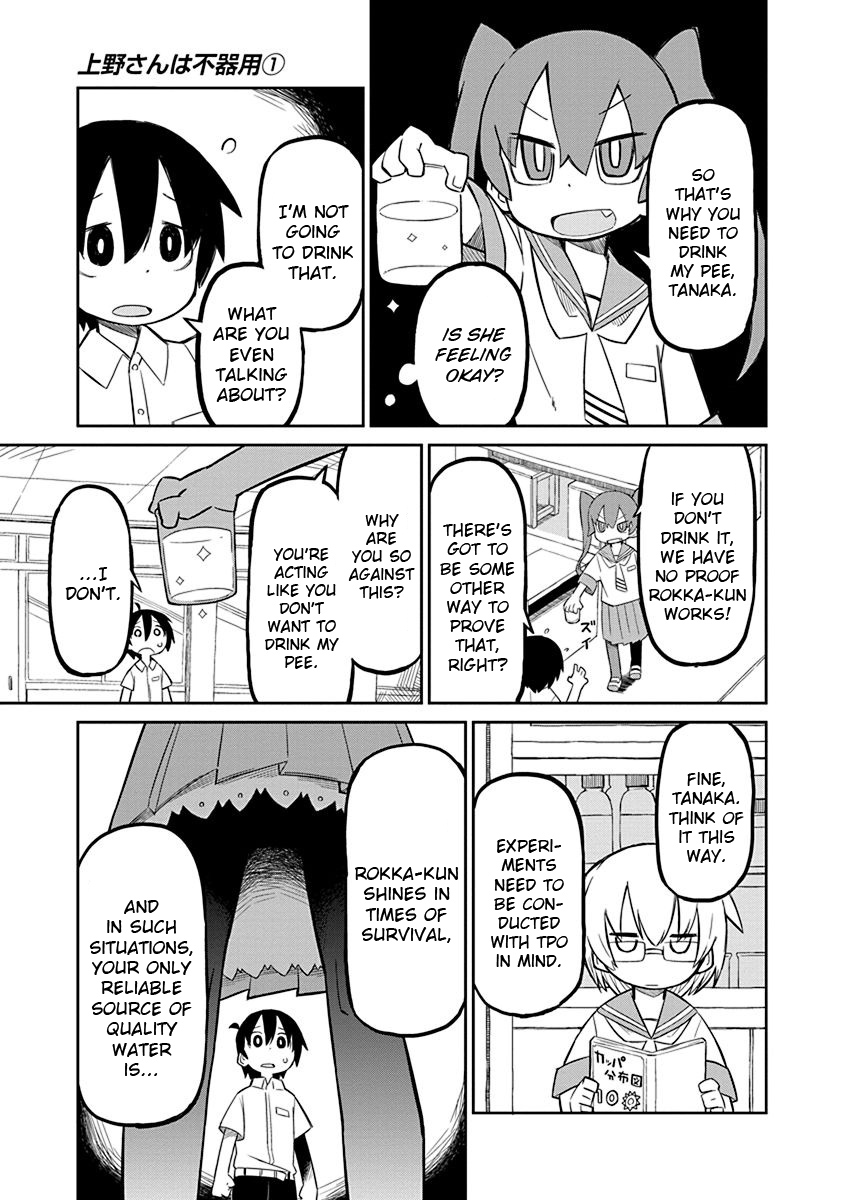 上野さんは不器用①
SO
THAT'S
WHY YOU
NEED TO
DRINK
MY PEE,
TANAKA.
IS SHE
FEELING
OKAY?
I'M NOT
GOING
TO DRINK
THAT.
WHAT
ARE YOU
EVEN
TALKING
ABOUT?
IF YOU
DON'T
DRINK IT,
WE HAVE
NO PROOF
ROKKA-KUN
WORKS!
ズイ
THERE'S
GOT TO
BE SOME
OTHER
WAY TO
PROVE
THAT,
RIGHT?
WHY
ARE YOU
SO
AGAINST
THIS?
YOU'RE
ACTING
LIKE YOU
DON'T
WANT TO
DRINK MY
PEE.
...I
DON'T.
FINE,
TANAKA.
THINK OF
IT THIS
WAY.
EXPERI-
MENTS
NEED TO
BE CON-
DUCTED
WITH TPO
IN MIND.
カッパ
分布図
10
ROKKA-KUN
SHINES IN
TIMES OF
SURVIVAL,
AND
IN SUCH
SITUATIONS,
YOUR ONLY
RELIABLE
SOURCE OF
QUALITY
WATER
IS...